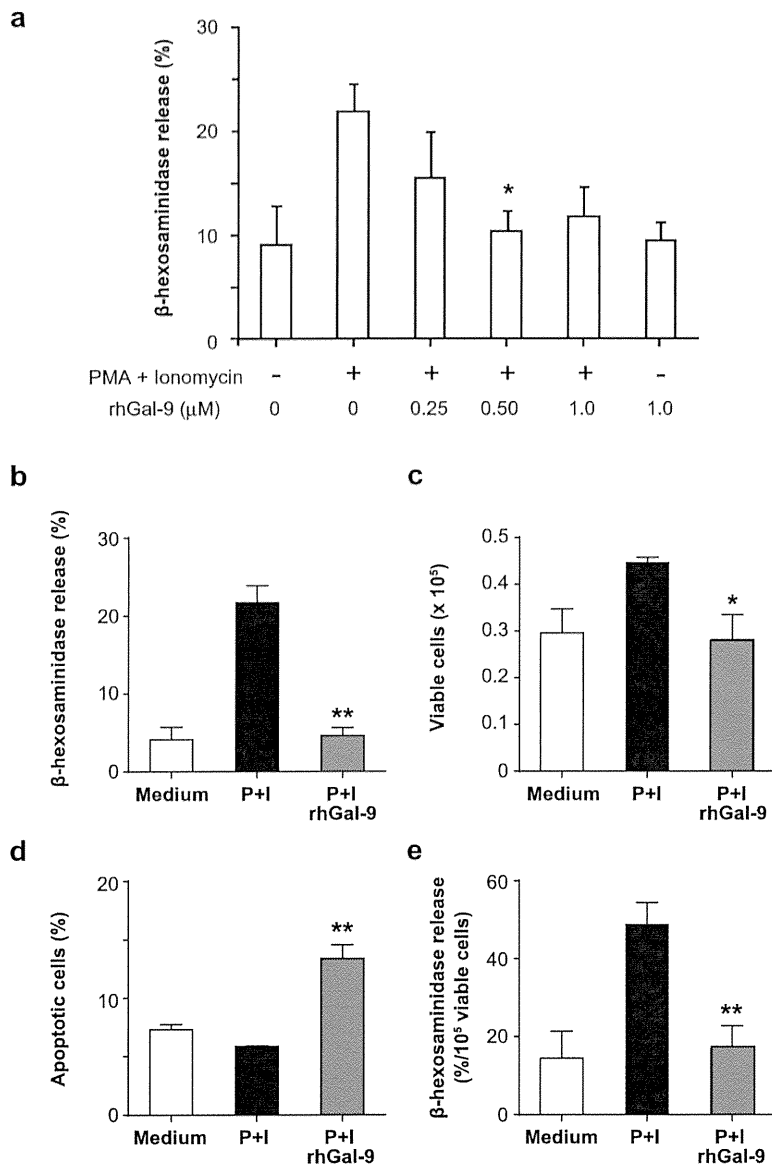 a
β-hexosaminidase release (%)
30
20
10
0
*
PMA + Ionomycin - + + + + -
rhGal-9 (μM) 0 0 0.25 0.50 1.0 1.0
b
β-hexosaminidase release (%)
30
20
10
0
**
Medium P+I P+I
rhGal-9
c
Viable cells (x 10⁵)
0.5
0.4
0.3
0.2
0.1
0
*
Medium P+I P+I
rhGal-9
d
Apoptotic cells (%)
20
10
0
**
Medium P+I P+I
rhGal-9
e
β-hexosaminidase release
(%/10⁵ viable cells)
60
40
20
0
**
Medium P+I P+I
rhGal-9